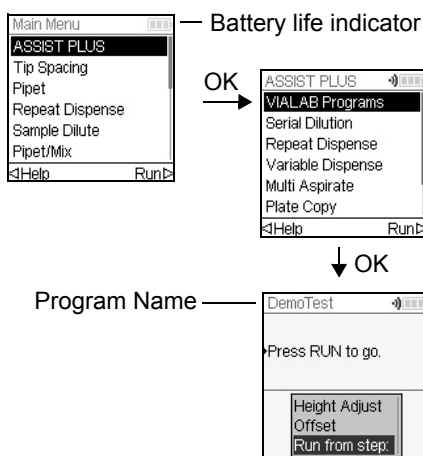 Main Menu
Battery life indicator
ASSIST PLUS
Tip Spacing
Pipet
Repeat Dispense
Sample Dilute
Pipet/Mix
Help Run
OK
ASSIST PLUS
VIALAB Programs
Serial Dilution
Repeat Dispense
Variable Dispense
Multi Aspirate
Plate Copy
Help Run
OK
Program Name
DemoTest
Press RUN to go.
Height Adjust
Offset
Run from step: